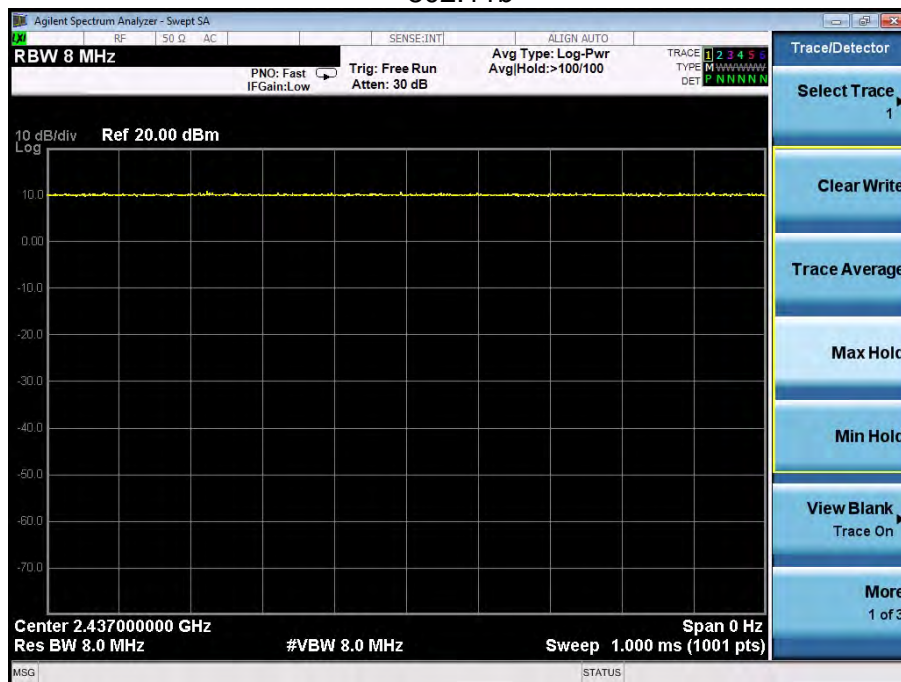 Agilent Spectrum Analyzer - Swept SA
LXI RF 50 Ω AC SENSE:INT ALIGN AUTO
RBW 8 MHz
PNO: Fast
IFGain:Low
Trig: Free Run
Atten: 30 dB
Avg Type: Log-Pwr
Avg|Hold:>100/100
TRACE 1 2 3 4 5 6
TYPE M WWWWW
DET P N N N N N
10 dB/div Ref 20.00 dBm
Log
10.0
0.00
-10.0
-20.0
-30.0
-40.0
-50.0
-60.0
-70.0
Center 2.437000000 GHz Span 0 Hz
Res BW 8.0 MHz #VBW 8.0 MHz Sweep 1.000 ms (1001 pts)
MSG STATUS
Trace/Detector
Select Trace
1
Clear Write
Trace Average
Max Hold
Min Hold
View Blank
Trace On
More
1 of 3